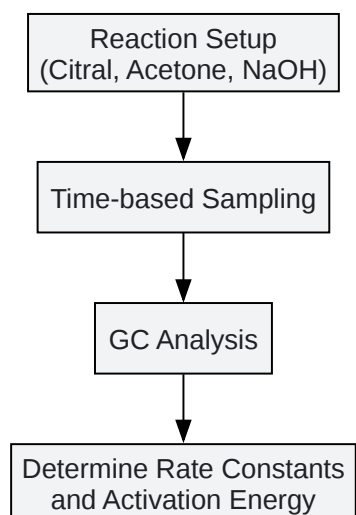 Reaction Setup
(Citral, Acetone, NaOH)
Time-based Sampling
GC Analysis
Determine Rate Constants
and Activation Energy